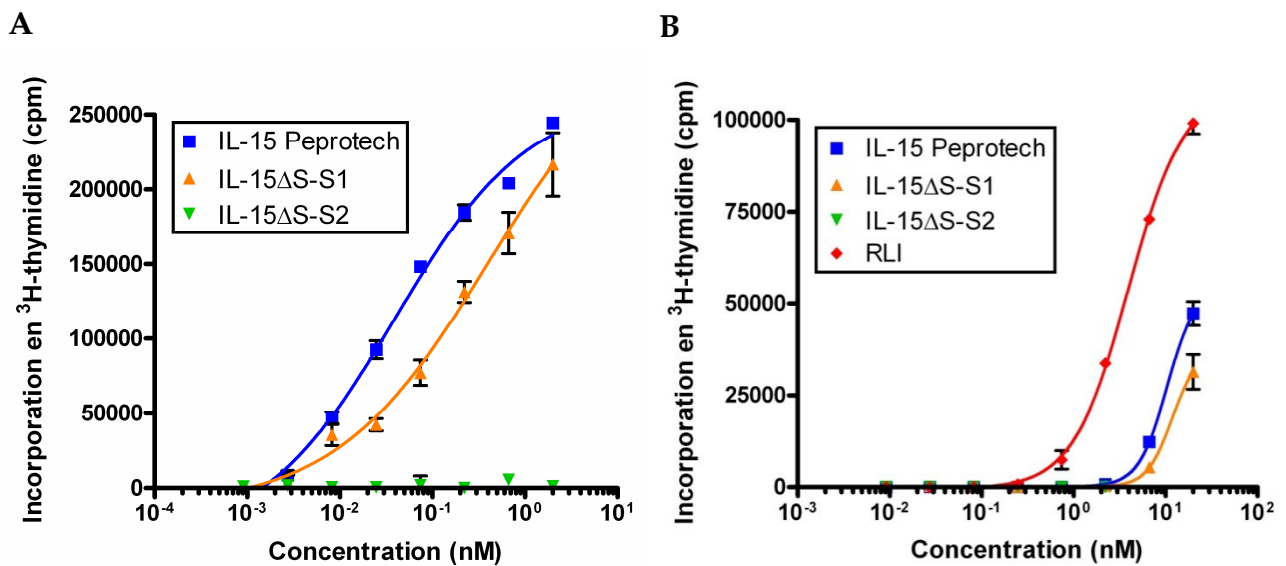 A
Incorporation en ³H-thymidine (cpm)
250000
200000
150000
100000
50000
0
IL-15 Peprotech
IL-15ΔS-S1
IL-15ΔS-S2
10⁻⁴ 10⁻³ 10⁻² 10⁻¹ 10⁰ 10¹
Concentration (nM)
B
Incorporation en ³H-thymidine (cpm)
100000
75000
50000
25000
0
IL-15 Peprotech
IL-15ΔS-S1
IL-15ΔS-S2
RLI
10⁻³ 10⁻² 10⁻¹ 10⁰ 10¹ 10²
Concentration (nM)